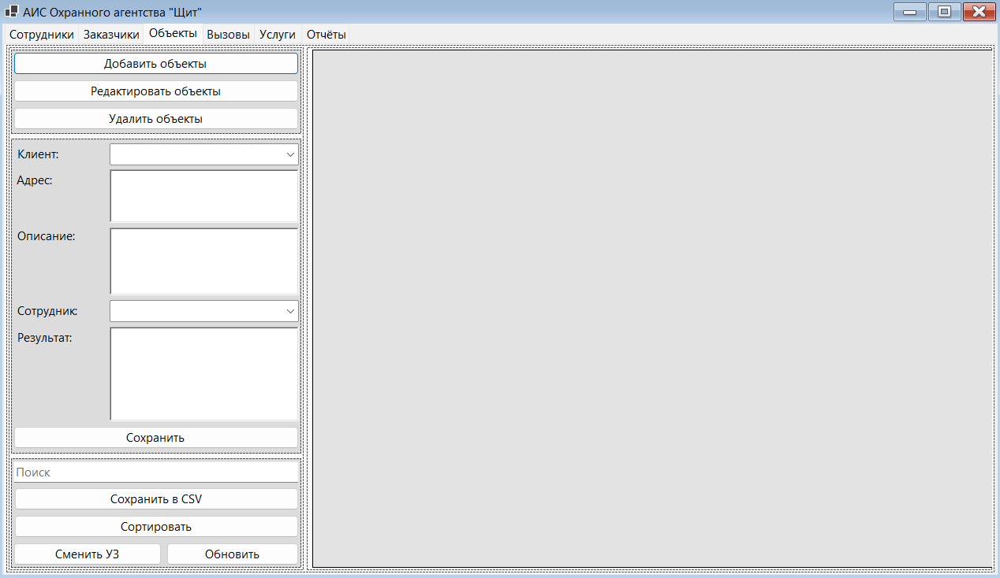 АИС Охранного агентства "Щит"
Сотрудники Заказчики Объекты Вызовы Услуги Отчёты
Добавить объекты
Редактировать объекты
Удалить объекты
Клиент:
Адрес:
Описание:
Сотрудник:
Результат:
Сохранить
Поиск
Сохранить в CSV
Сортировать
Сменить УЗ Обновить